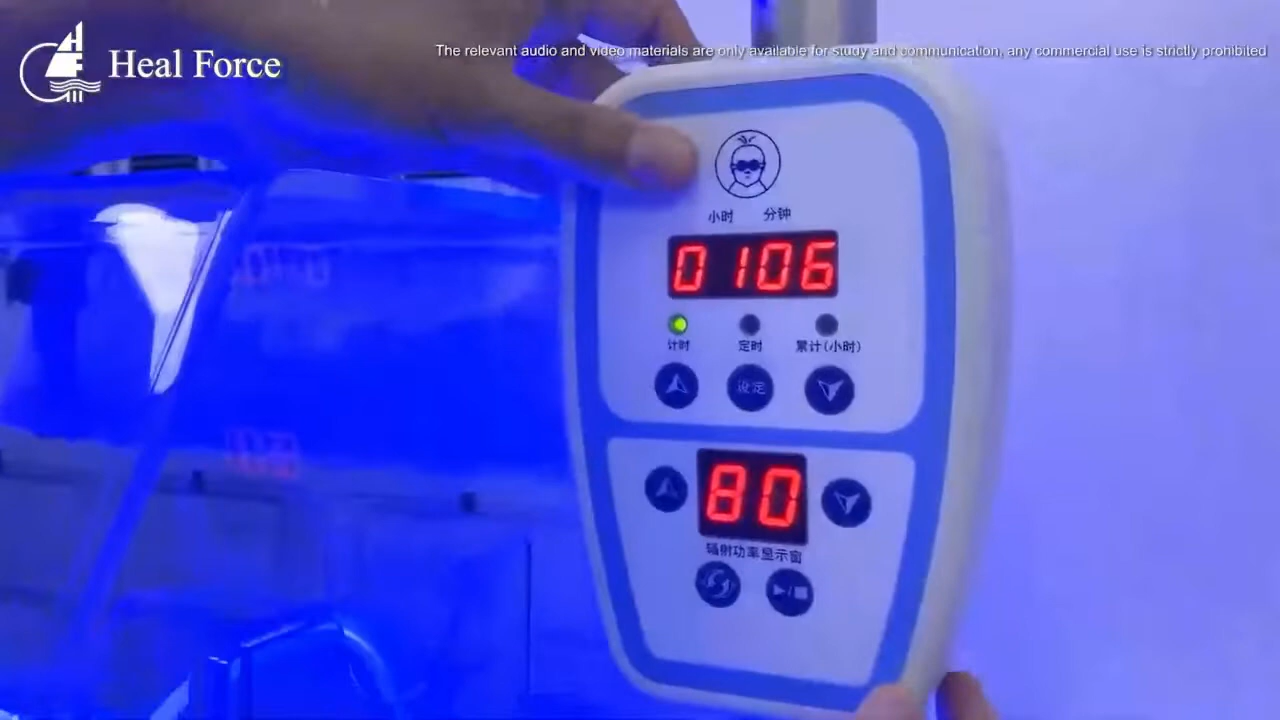 Heal Force
The relevant audio and video materials are only available for study and communication, any commercial use is strictly prohibited
小时 分钟
0106
计时 定时 累计(小时)
设定
80
辐射功率显示窗